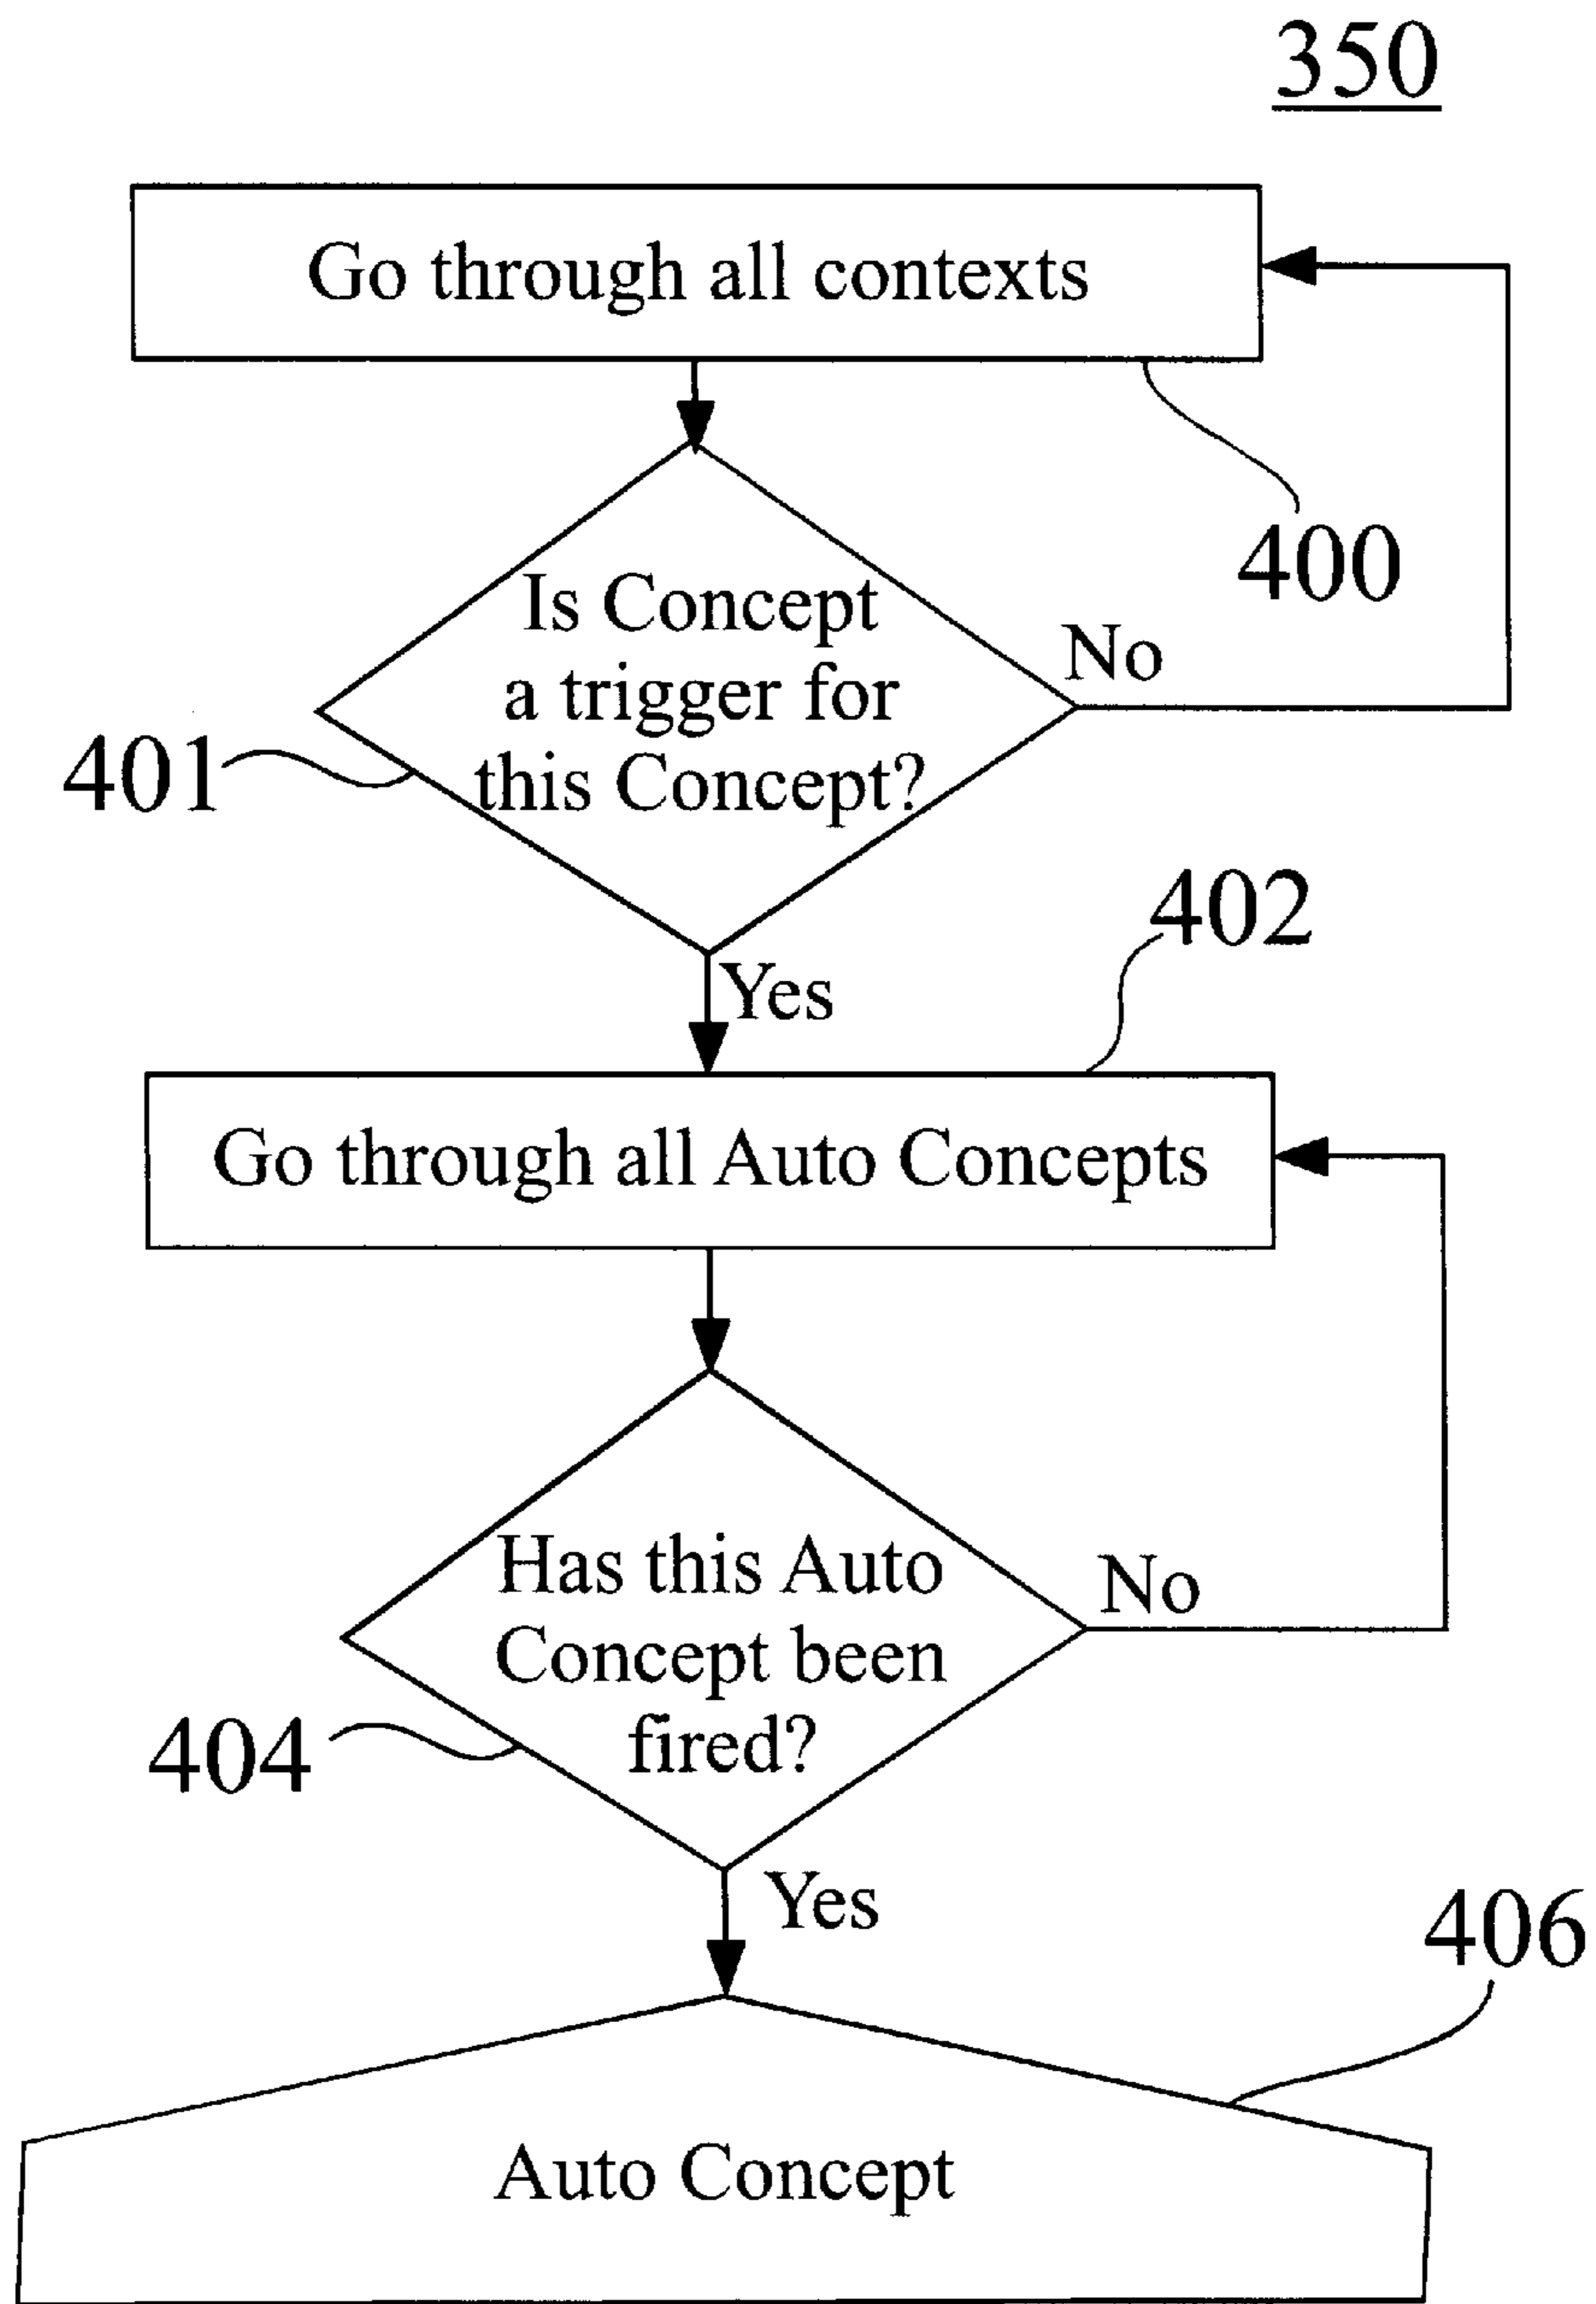 350
Go through all contexts
400
Is Concept
a trigger for
this Concept?
No
401
402
Yes
Go through all Auto Concepts
Has this Auto
Concept been
fired?
No
404
Yes
406
Auto Concept